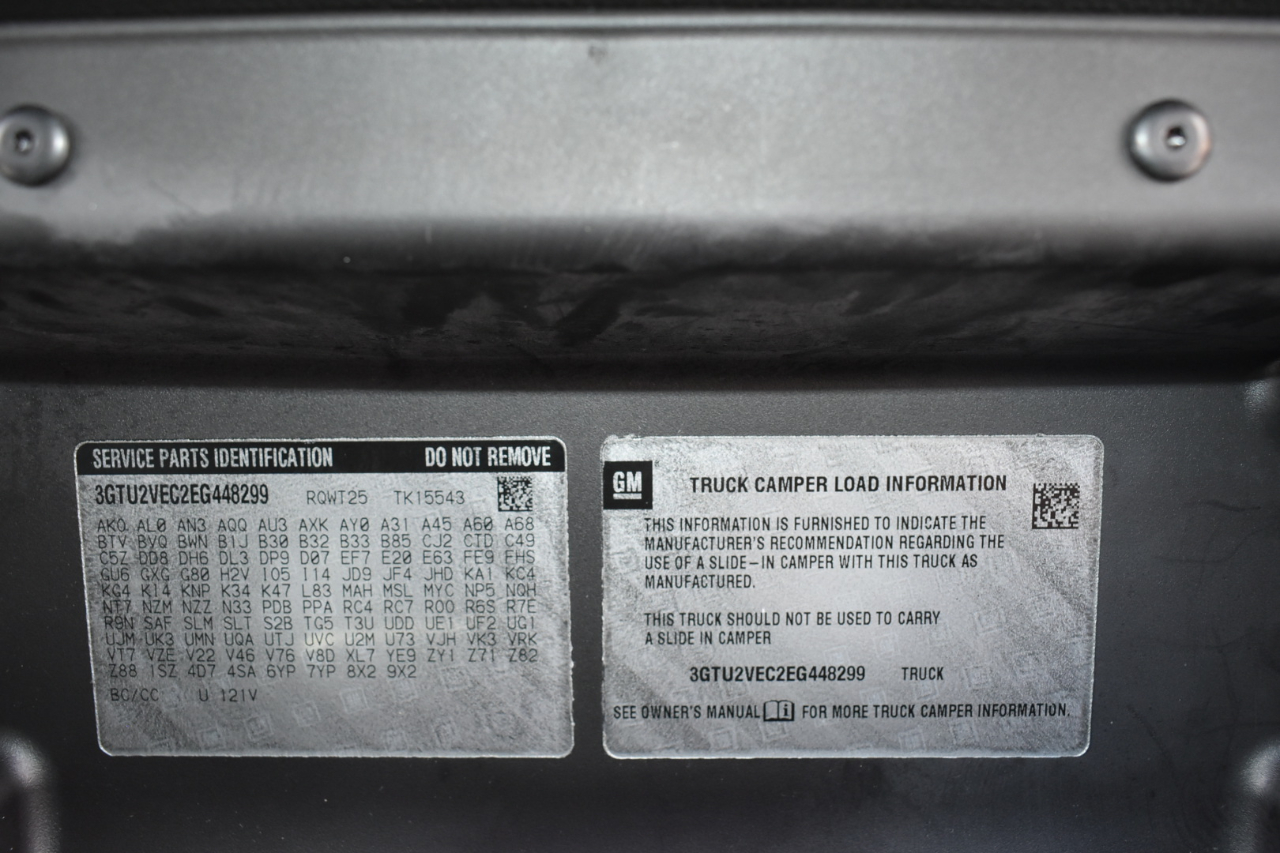 SERVICE PARTS IDENTIFICATION DO NOT REMOVE
3GTU2VEC2EG448299 RQWT25 TK15543
AKO AL0 AN3 AQQ AU3 AXK AY0 A31 A45 A60 A68
BTV BVQ BWN B1J B30 B32 B33 B85 CJ2 CTD C49
C5Z DD8 DH6 DL3 DP9 D07 EF7 E20 E63 FE9 FHS
GU6 GXG G80 H2V IO5 I14 JD9 JF4 JHD KA1 KC4
KG4 K14 KNP K34 K47 L83 MAH MSL MYC NP5 NQH
NT7 NZM NZZ N33 PDB PPA RC4 RC7 R00 R6S R7E
R9N SAF SLM SLT S2B TG5 T3U UDD UE1 UF2 UG1
UJM UK3 UMN UQA UTJ UVC U2M U73 VJH VK3 VRK
VT7 VZE V22 V46 V76 V8D XL7 YE9 ZY1 Z71 Z82
Z88 1SZ 4D7 4SA 6YP 7YP 8X2 9X2
BC/CC U 121V
GM
TRUCK CAMPER LOAD INFORMATION
THIS INFORMATION IS FURNISHED TO INDICATE THE
MANUFACTURER'S RECOMMENDATION REGARDING THE
USE OF A SLIDE-IN CAMPER WITH THIS TRUCK AS
MANUFACTURED.
THIS TRUCK SHOULD NOT BE USED TO CARRY
A SLIDE IN CAMPER
3GTU2VEC2EG448299 TRUCK
SEE OWNER'S MANUAL FOR MORE TRUCK CAMPER INFORMATION.